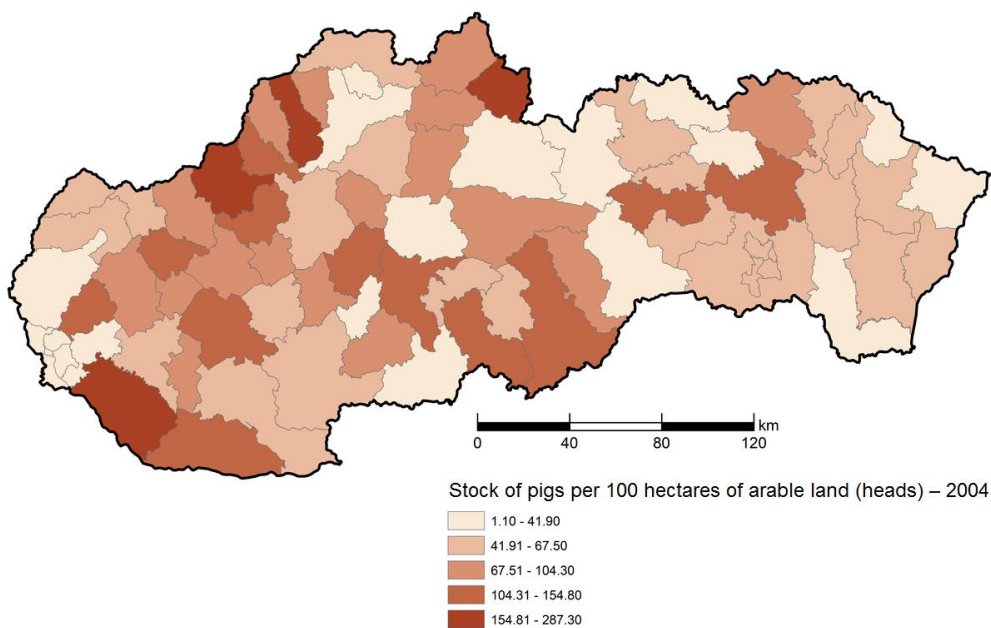 km
0 40 80 120
Stock of pigs per 100 hectares of arable land (heads) – 2004
1.10 - 41.90
41.91 - 67.50
67.51 - 104.30
104.31 - 154.80
154.81 - 287.30